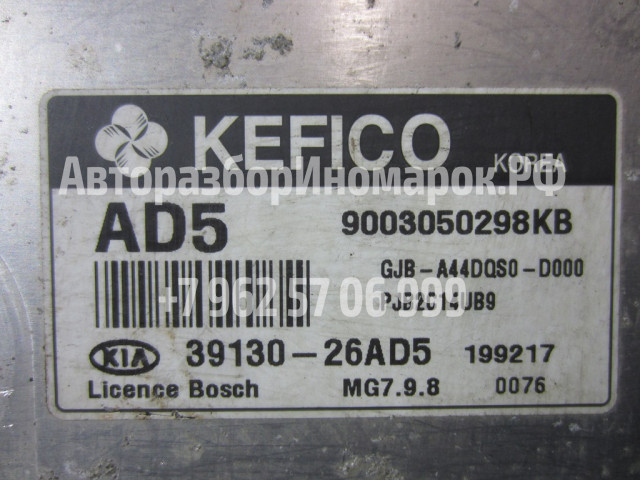 KEFICO KOREA
АвторазборИномарок.РФ
AD5 9003050298KB
GJB-A44DQS0-D000
+7 962 57 06 999
PJB2514UB9
KIA 39130-26AD5 199217
Licence Bosch MG7.9.8 0076